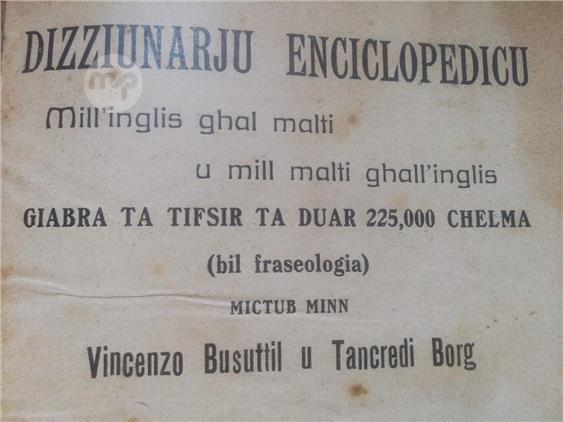 DIZZIUNARJU ENCICLOPEDICU
Mill'inglis ghal malti
u mill malti ghall'inglis
GIABRA TA TIFSIR TA DUAR 225,000 CHELMA
(bil fraseologia)
MICTUB MINN
Vincenzo Busuttil u Tancredi Borg